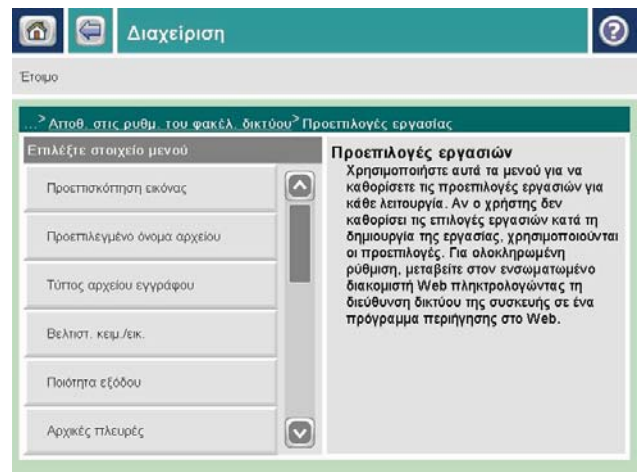 Διαχείριση
Έτοιμο
...> Αποθ. στις ρυθμ. του φακέλ. δικτύου> Προεπιλογές εργασίας
Επιλέξτε στοιχείο μενού
Προεπισκόπηση εικόνας
Προεπιλεγμένο όνομα αρχείου
Τύπος αρχείου εγγράφου
Βελτιστ. κειμ./εικ.
Ποιότητα εξόδου
Αρχικές πλευρές
Προεπιλογές εργασιών
Χρησιμοποιήστε αυτά τα μενού για να
καθορίσετε τις προεπιλογές εργασιών για
κάθε λειτουργία. Αν ο χρήστης δεν
καθορίσει τις επιλογές εργασιών κατά τη
δημιουργία της εργασίας, χρησιμοποιούνται
οι προεπιλογές. Για ολοκληρωμένη
ρύθμιση, μεταβείτε στον ενσωματωμένο
διακομιστή Web πληκτρολογώντας τη
διεύθυνση δικτύου της συσκευής σε ένα
πρόγραμμα περιήγησης στο Web.